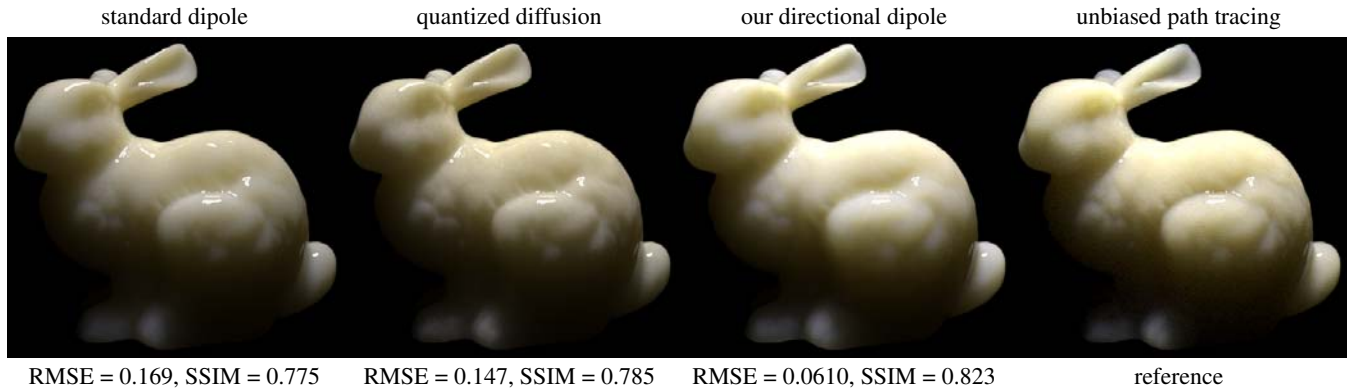 standard dipole quantized diffusion our directional dipole unbiased path tracing
RMSE = 0.169, SSIM = 0.775 RMSE = 0.147, SSIM = 0.785 RMSE = 0.0610, SSIM = 0.823 reference